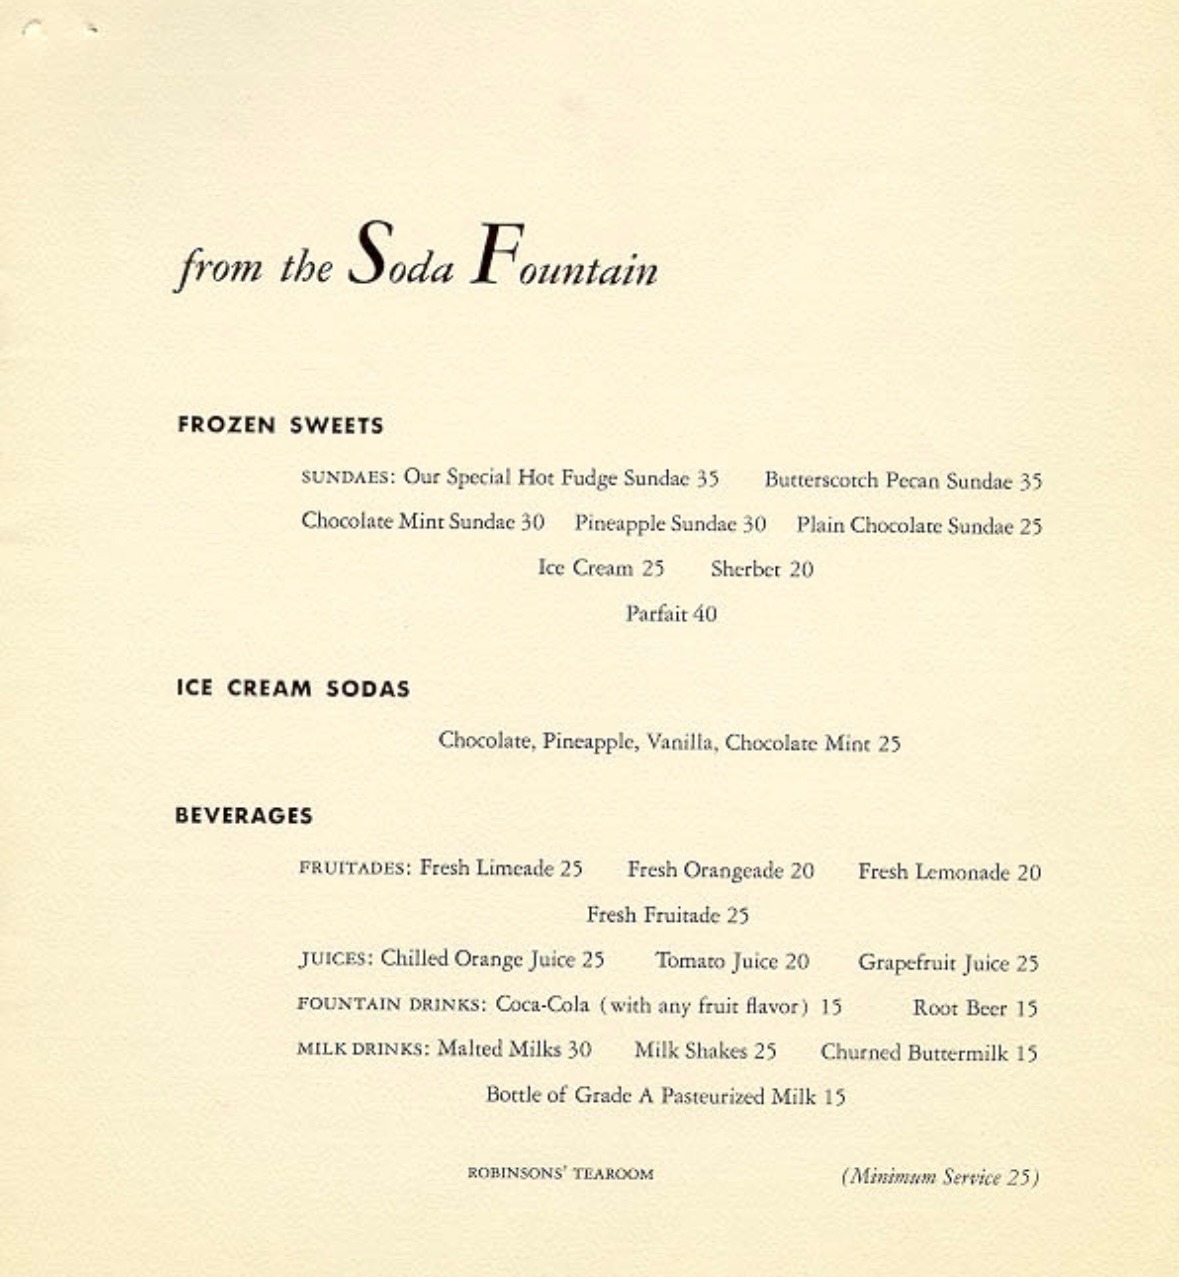 from the Soda Fountain
FROZEN SWEETS
SUNDAES: Our Special Hot Fudge Sundae 35 Butterscotch Pecan Sundae 35
Chocolate Mint Sundae 30 Pineapple Sundae 30 Plain Chocolate Sundae 25
Ice Cream 25 Sherbet 20
Parfait 40
ICE CREAM SODAS
Chocolate, Pineapple, Vanilla, Chocolate Mint 25
BEVERAGES
FRUITADES: Fresh Limeade 25 Fresh Orangeade 20 Fresh Lemonade 20
Fresh Fruitade 25
JUICES: Chilled Orange Juice 25 Tomato Juice 20 Grapefruit Juice 25
FOUNTAIN DRINKS: Coca-Cola (with any fruit flavor) 15 Root Beer 15
MILK DRINKS: Malted Milks 30 Milk Shakes 25 Churned Buttermilk 15
Bottle of Grade A Pasteurized Milk 15
ROBINSONS' TEAROOM (Minimum Service 25)